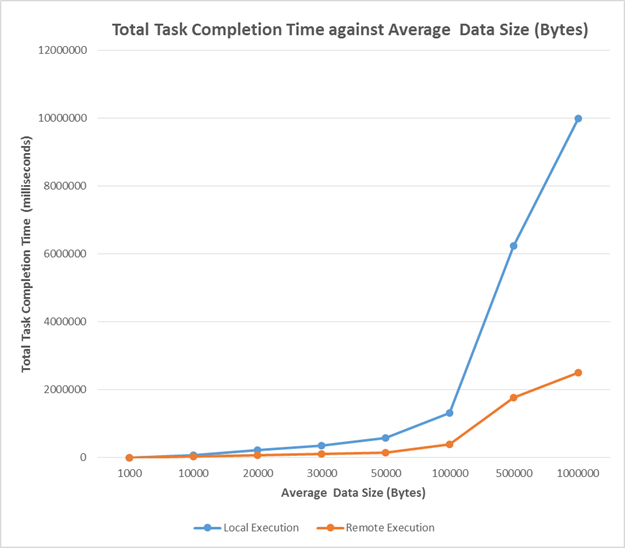 Total Task Completion Time against Average Data Size (Bytes)
12000000
10000000
8000000
6000000
4000000
2000000
0
Total Task Completion Time (milliseconds)
1000 10000 20000 30000 50000 100000 500000 1000000
Average Data Size (Bytes)
Local Execution Remote Execution